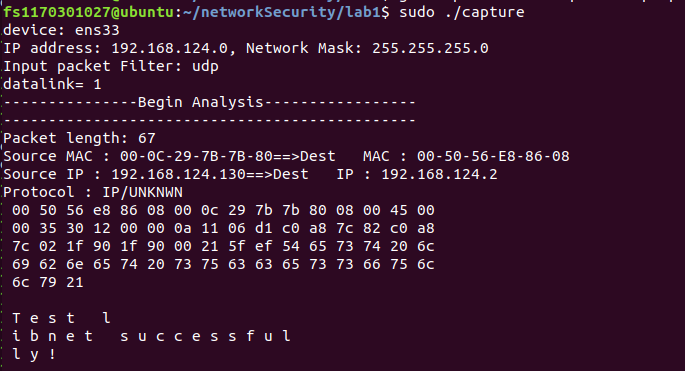 fs1170301027@ubuntu:~/networkSecurity/lab1$ sudo ./capture
device: ens33
IP address: 192.168.124.0, Network Mask: 255.255.255.0
Input packet Filter: udp
datalink= 1
---------------Begin Analysis-----------------
----------------------------------------------
Packet length: 67
Source MAC : 00-0C-29-7B-7B-80==>Dest   MAC : 00-50-56-E8-86-08
Source IP : 192.168.124.130==>Dest   IP : 192.168.124.2
Protocol : IP/UNKNWN
00 50 56 e8 86 08 00 0c 29 7b 7b 80 08 00 45 00
00 35 30 12 00 00 0a 11 06 d1 c0 a8 7c 82 c0 a8
7c 02 1f 90 1f 90 00 21 5f ef 54 65 73 74 20 6c
69 62 6e 65 74 20 73 75 63 63 65 73 73 66 75 6c
6c 79 21
T e s t   l
i b n e t   s u c c e s s f u l
l y !